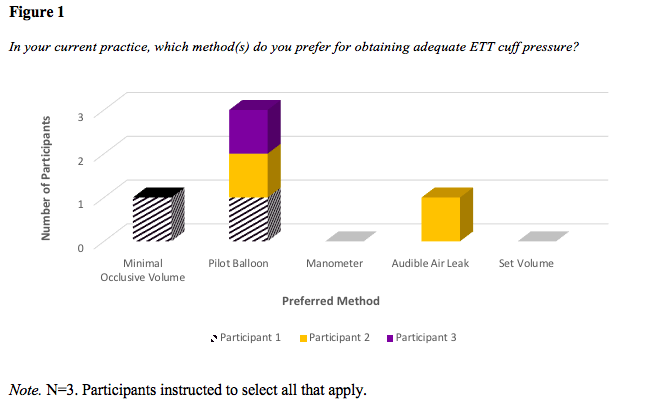 Figure 1
In your current practice, which method(s) do you prefer for obtaining adequate ETT cuff pressure?
Number of Participants
3
2
1
0
Minimal Occlusive Volume
Pilot Balloon
Manometer
Audible Air Leak
Set Volume
Preferred Method
Participant 1
Participant 2
Participant 3
Note. N=3. Participants instructed to select all that apply.